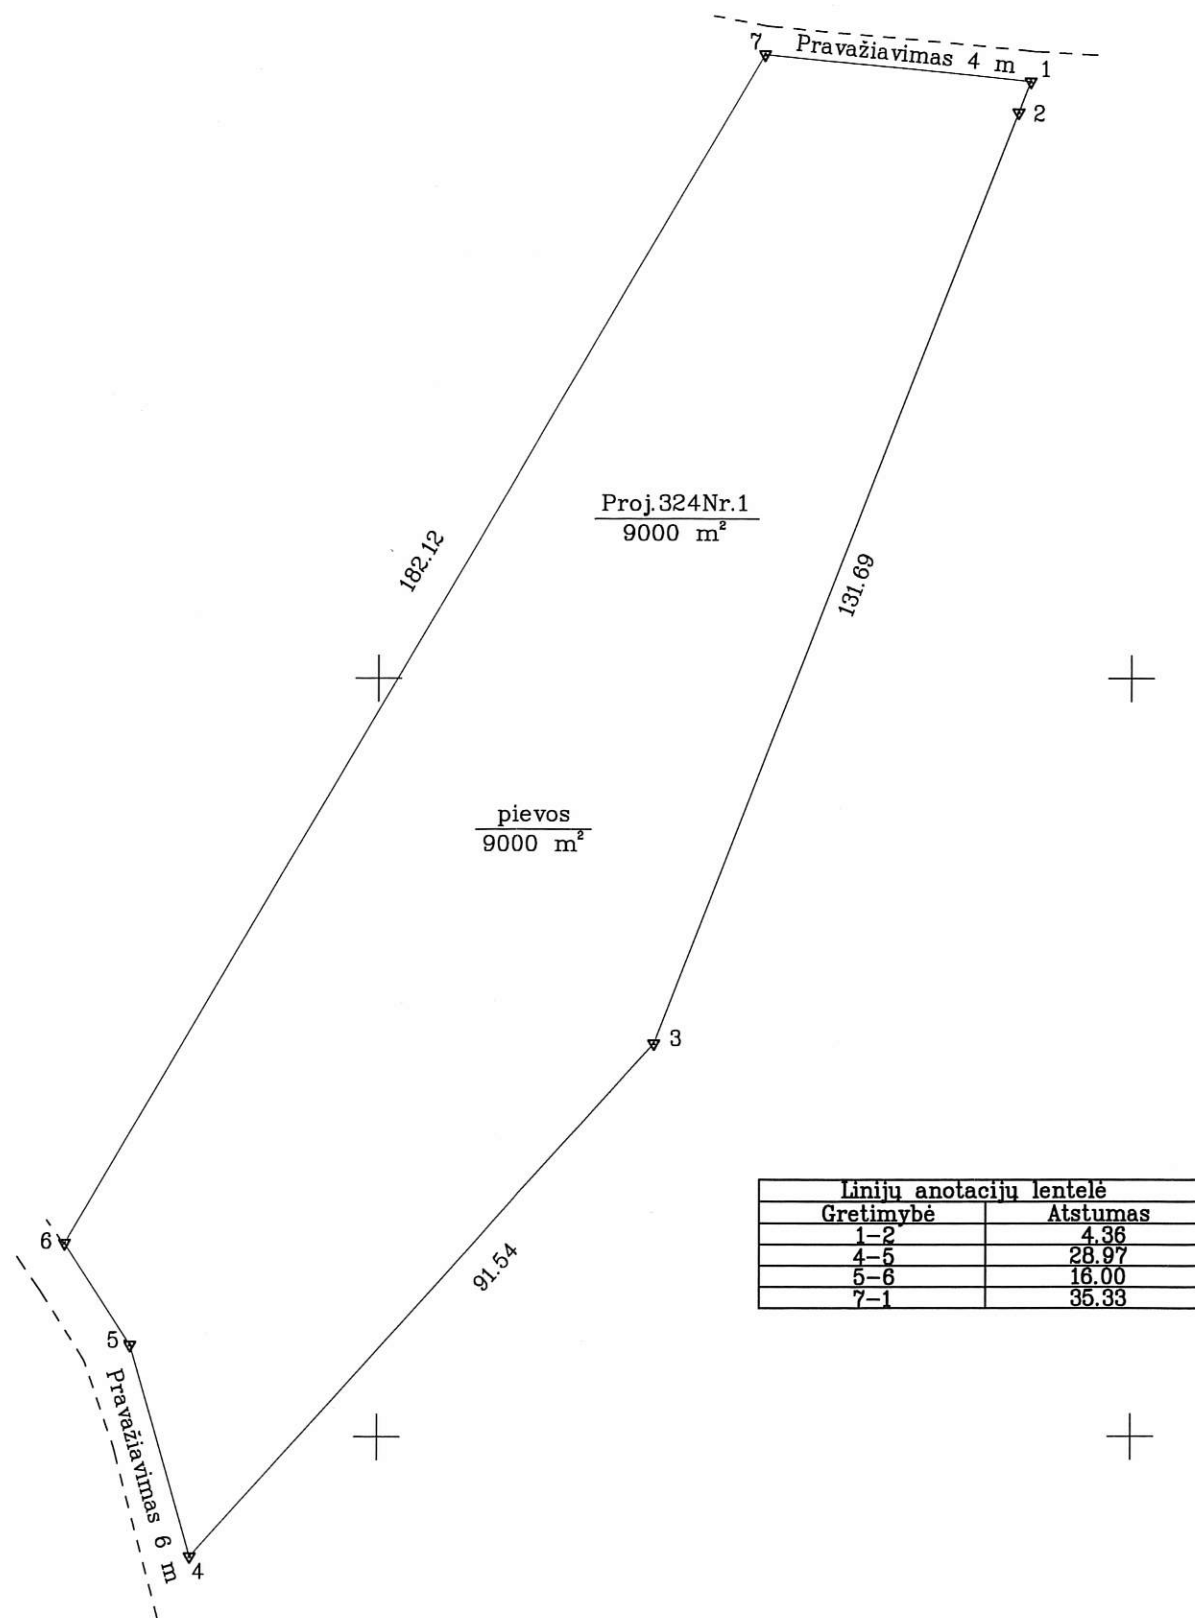 7
Pravažiavimas 4 m
1
2
Proj.324Nr.1
9000 m²
182.12
131.69
pievos
9000 m²
3
Linijų anotacijų lentelė
Gretimybė Atstumas
1-2 4.36
4-5 28.97
5-6 16.00
7-1 35.33
6
91.54
5
Pravažiavimas 6 m
4